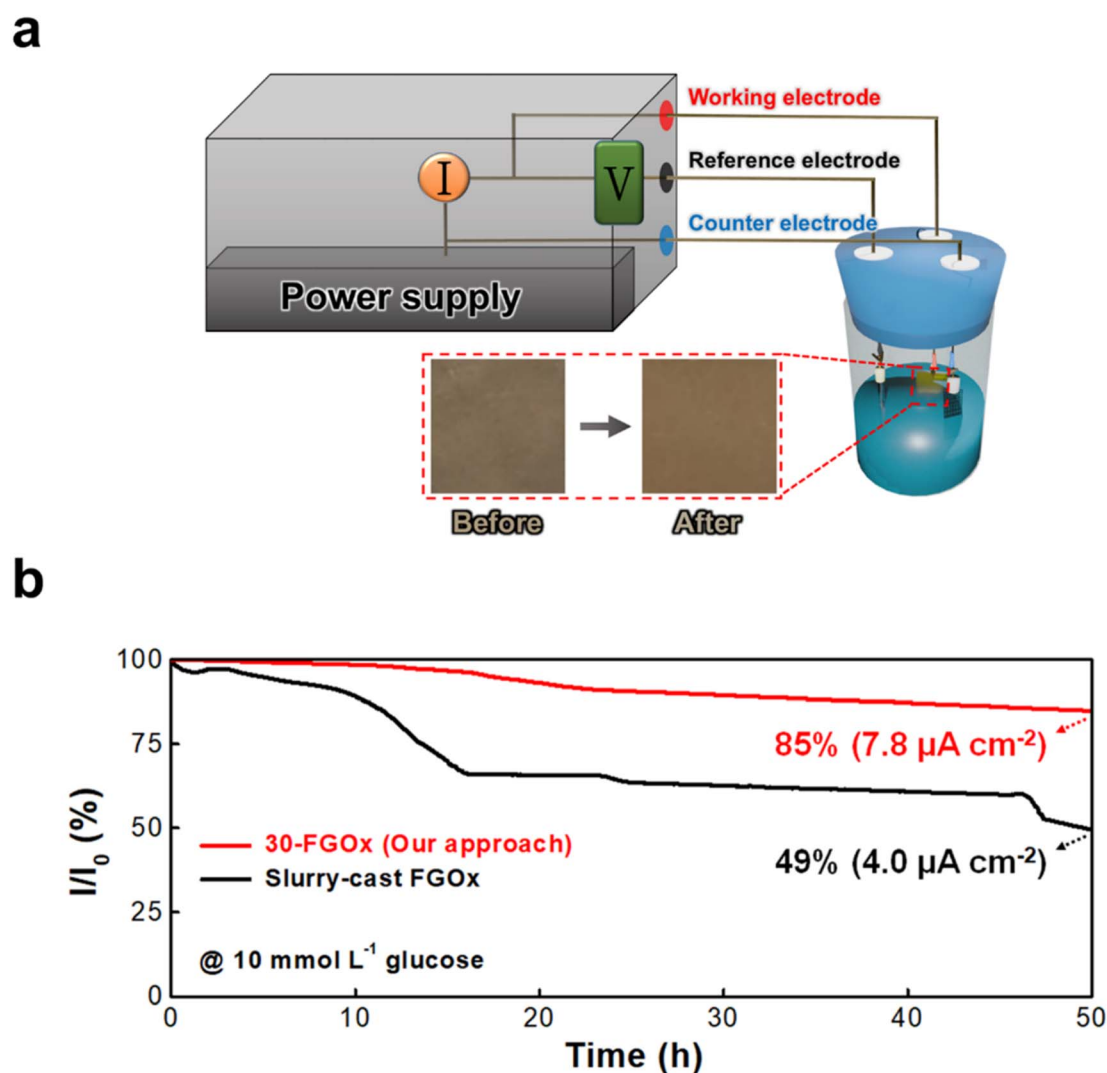 a
Working electrode
Reference electrode
Counter electrode
I
V
Power supply
Before
After
b
I/I₀ (%)
100
75
50
25
0
85% (7.8 µA cm⁻²)
49% (4.0 µA cm⁻²)
30-FGOx (Our approach)
Slurry-cast FGOx
@ 10 mmol L⁻¹ glucose
0 10 20 30 40 50
Time (h)